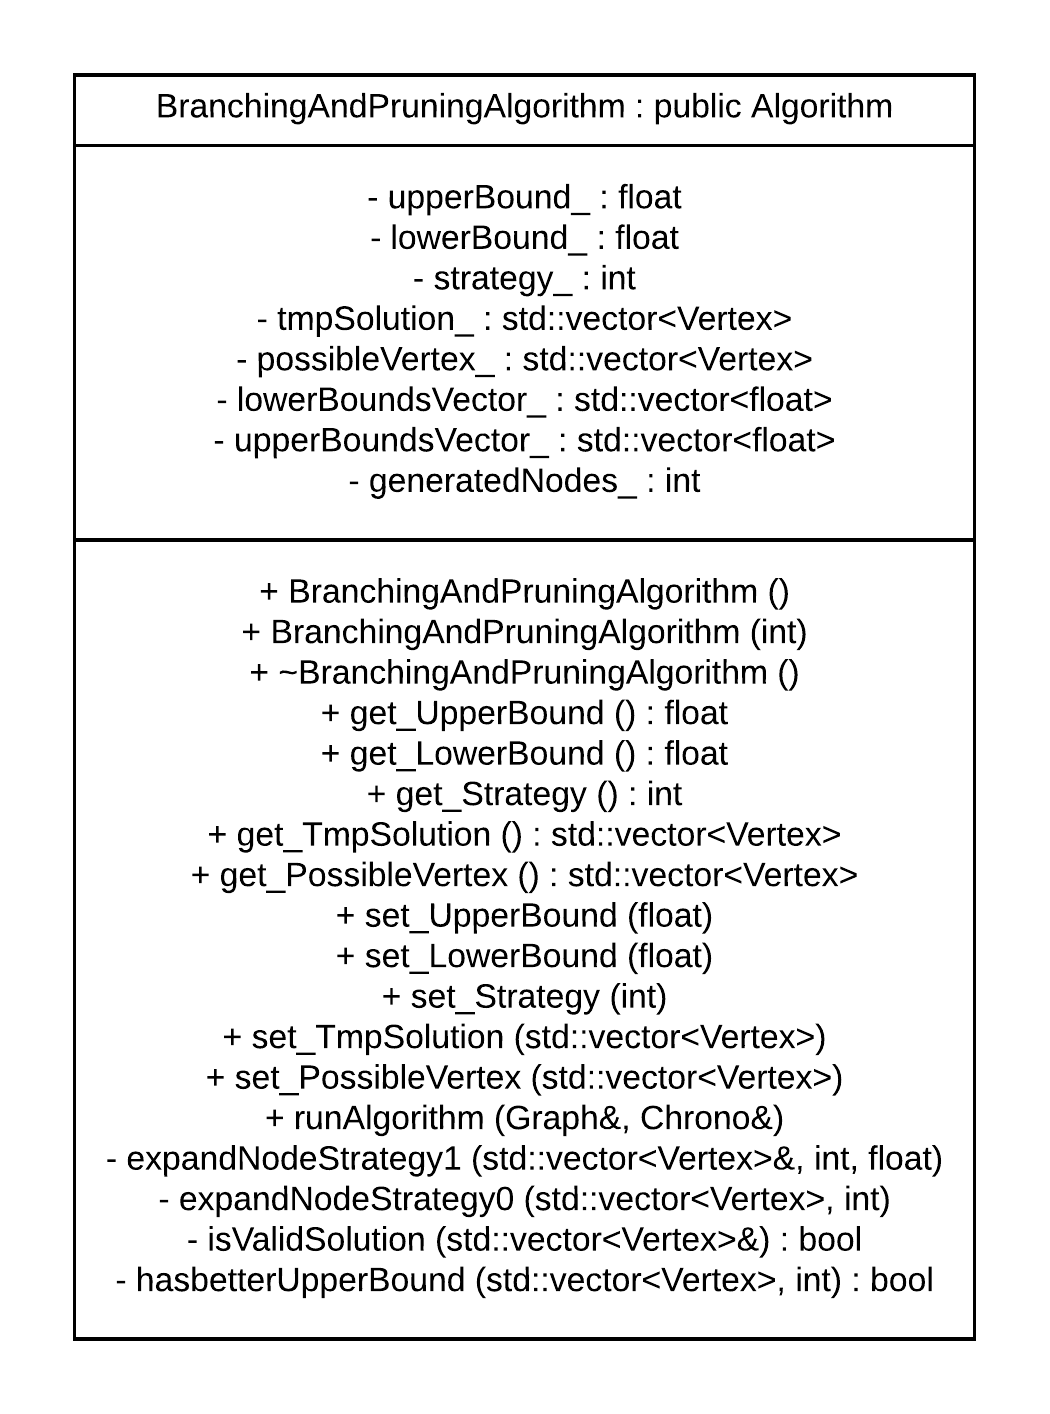 BranchingAndPruningAlgorithm : public Algorithm
- upperBound_ : float
- lowerBound_ : float
- strategy_ : int
- tmpSolution_ : std::vector<Vertex>
- possibleVertex_ : std::vector<Vertex>
- lowerBoundsVector_ : std::vector<float>
- upperBoundsVector_ : std::vector<float>
- generatedNodes_ : int
+ BranchingAndPruningAlgorithm ()
+ BranchingAndPruningAlgorithm (int)
+ ~BranchingAndPruningAlgorithm ()
+ get_UpperBound () : float
+ get_LowerBound () : float
+ get_Strategy () : int
+ get_TmpSolution () : std::vector<Vertex>
+ get_PossibleVertex () : std::vector<Vertex>
+ set_UpperBound (float)
+ set_LowerBound (float)
+ set_Strategy (int)
+ set_TmpSolution (std::vector<Vertex>)
+ set_PossibleVertex (std::vector<Vertex>)
+ runAlgorithm (Graph&, Chrono&)
- expandNodeStrategy1 (std::vector<Vertex>&, int, float)
- expandNodeStrategy0 (std::vector<Vertex>, int)
- isValidSolution (std::vector<Vertex>&) : bool
- hasbetterUpperBound (std::vector<Vertex>, int) : bool